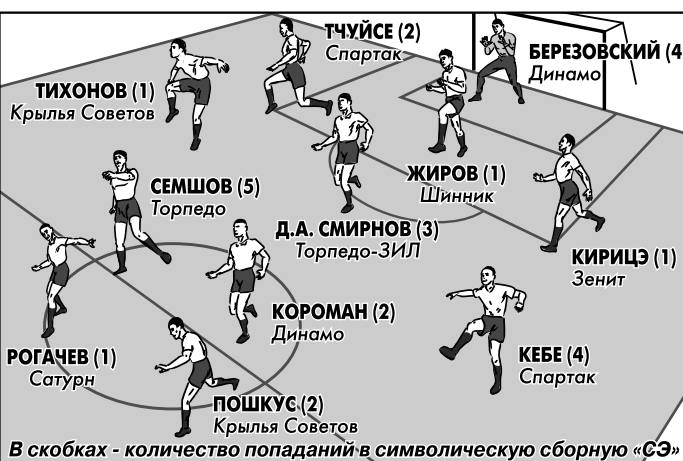 ТЧУЙСЕ (2)
Спартак
БЕРЕЗОВСКИЙ (4
Динамо
ТИХОНОВ (1)
Крылья Советов
ЖИРОВ (1)
Шинник
СЕМШОВ (5)
Торпедо
Д.А. СМИРНОВ (3)
Торпедо-ЗИЛ
КИРИЦЭ (1)
Зенит
КОРОМАН (2)
Динамо
РОГАЧЕВ (1)
Сатурн
КЕБЕ (4)
Спартак
ПОШКУС (2)
Крылья Советов
В скобках - количество попаданий в символическую сборную «СЭ»